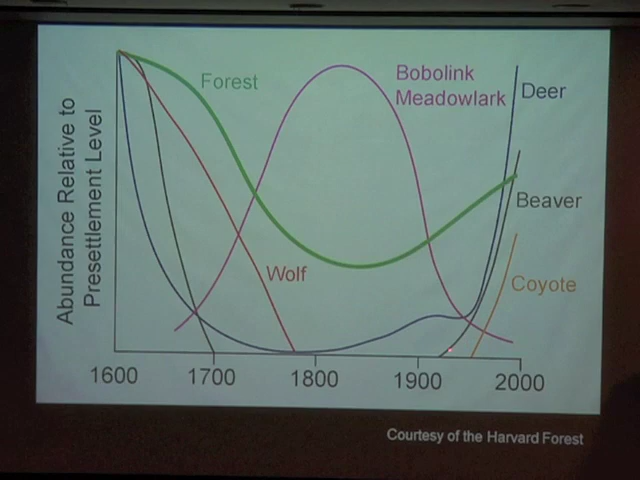 Abundance Relative to
Presettlement Level
Forest
Bobolink
Meadowlark
Deer
Beaver
Wolf
Coyote
1600
1700
1800
1900
2000
Courtesy of the Harvard Forest